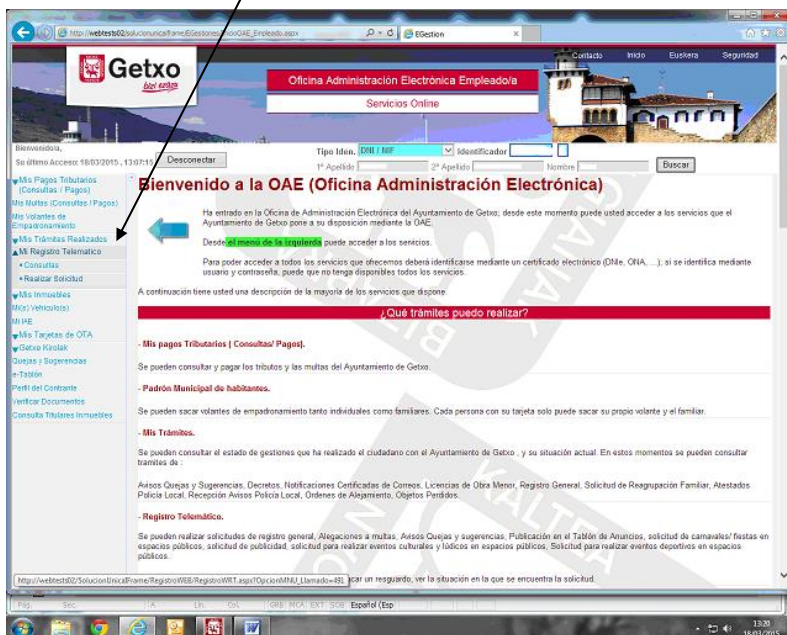 http://webtests02/solucionunicaiframe/EGestiones/InicioOAE_Empleado.aspx
EGestion
Getxo
bizi ezazu
Contacto Inicio Euskera Seguridad
Oficina Administración Electrónica Empleado/a
Servicios Online
Bienvenido/a,
Su último Acceso: 18/03/2015 , 13:07:15
Desconectar
Tipo Iden. DNI / NIF Identificador
1º Apellido 2º Apellido Nombre Buscar
Mis Pagos Tributarios
(Consultas / Pagos)
Mis Multas (Consultas / Pagos)
Mis Volantes de
Empadronamiento
Mis Trámites Realizados
Mi Registro Telematico
Consultas
Realizar Solicitud
Mis Inmuebles
Mi(s) Vehículo(s)
Mi IAE
Mis Tarjetas de OTA
Getxo Kirolak
Quejas y Sugerencias
e-Tablón
Perfil del Contrante
Verificar Documentos
Consulta Titulares Inmuebles
Bienvenido a la OAE (Oficina Administración Electrónica)
Ha entrado en la Oficina de Administración Electrónica del Ayuntamiento de Getxo; desde este momento puede usted acceder a los servicios que el
Ayuntamiento de Getxo pone a su disposición mediante la OAE.
Desde el menú de la izquierda puede acceder a los servicios.
Para poder acceder a todos los servicios que ofrecemos deberá identificarse mediante un certificado electrónico (DNIe, ONA, ...); si se identifica mediante
usuario y contraseña, puede que no tenga disponibles todos los servicios.
A continuación tiene usted una descripción de la mayoría de los servicios que dispone.
¿Qué trámites puedo realizar?
- Mis pagos Tributarios ( Consultas/ Pagos).
Se pueden consultar y pagar los tributos y las multas del Ayuntamiento de Getxo.
- Padrón Municipal de habitantes.
Se pueden sacar volantes de empadronamiento tanto individuales como familiares. Cada persona con su tarjeta solo puede sacar su propio volante y el familiar.
- Mis Trámites.
Se pueden consultar el estado de gestiones que ha realizado el ciudadano con el Ayuntamiento de Getxo , y su situación actual. En estos momentos se pueden consultar
tramites de :
Avisos Quejas y Sugerencias, Decretos, Notificaciones Certificadas de Correos, Licencias de Obra Menor, Registro General, Solicitud de Reagrupación Familiar, Atestados
Policía Local, Recepción Avisos Policía Local, Ordenes de Alejamiento, Objetos Perdidos.
- Registro Telemático.
Se pueden realizar solicitudes de registro general, Alegaciones a multas, Avisos Quejas y sugerencias, Publicación en el Tablón de Anuncios, solicitud de carnavales/ fiestas en
espacios públicos, solicitud de publicidad, solicitud para realizar eventos culturales y lúdicos en espacios públicos, Solicitud para realizar eventos deportivos en espacios
públicos.
http://webtests02/SolucionUnicaIFrame/RegistroWEB/RegistroWRT.aspx?OpcionMNU_Llamado=491 car un resguardo, ver la situación en la que se encuentra la solicitud.
Pág. Sec. A Lín. Col. GRB MCA EXT SOB Español (Esp
13:20
18/03/2015